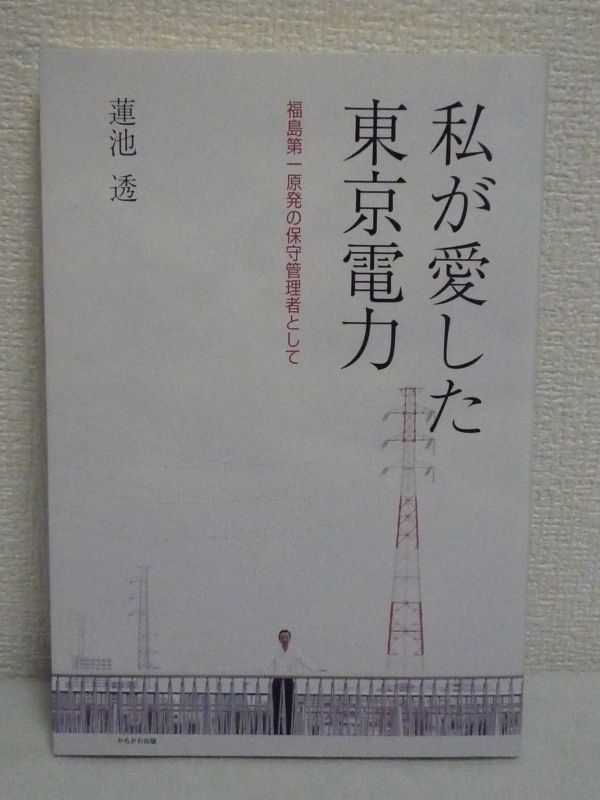 私が愛した
東京電力
福島第一原発の保守管理者として
蓮池 透
かもがわ出版